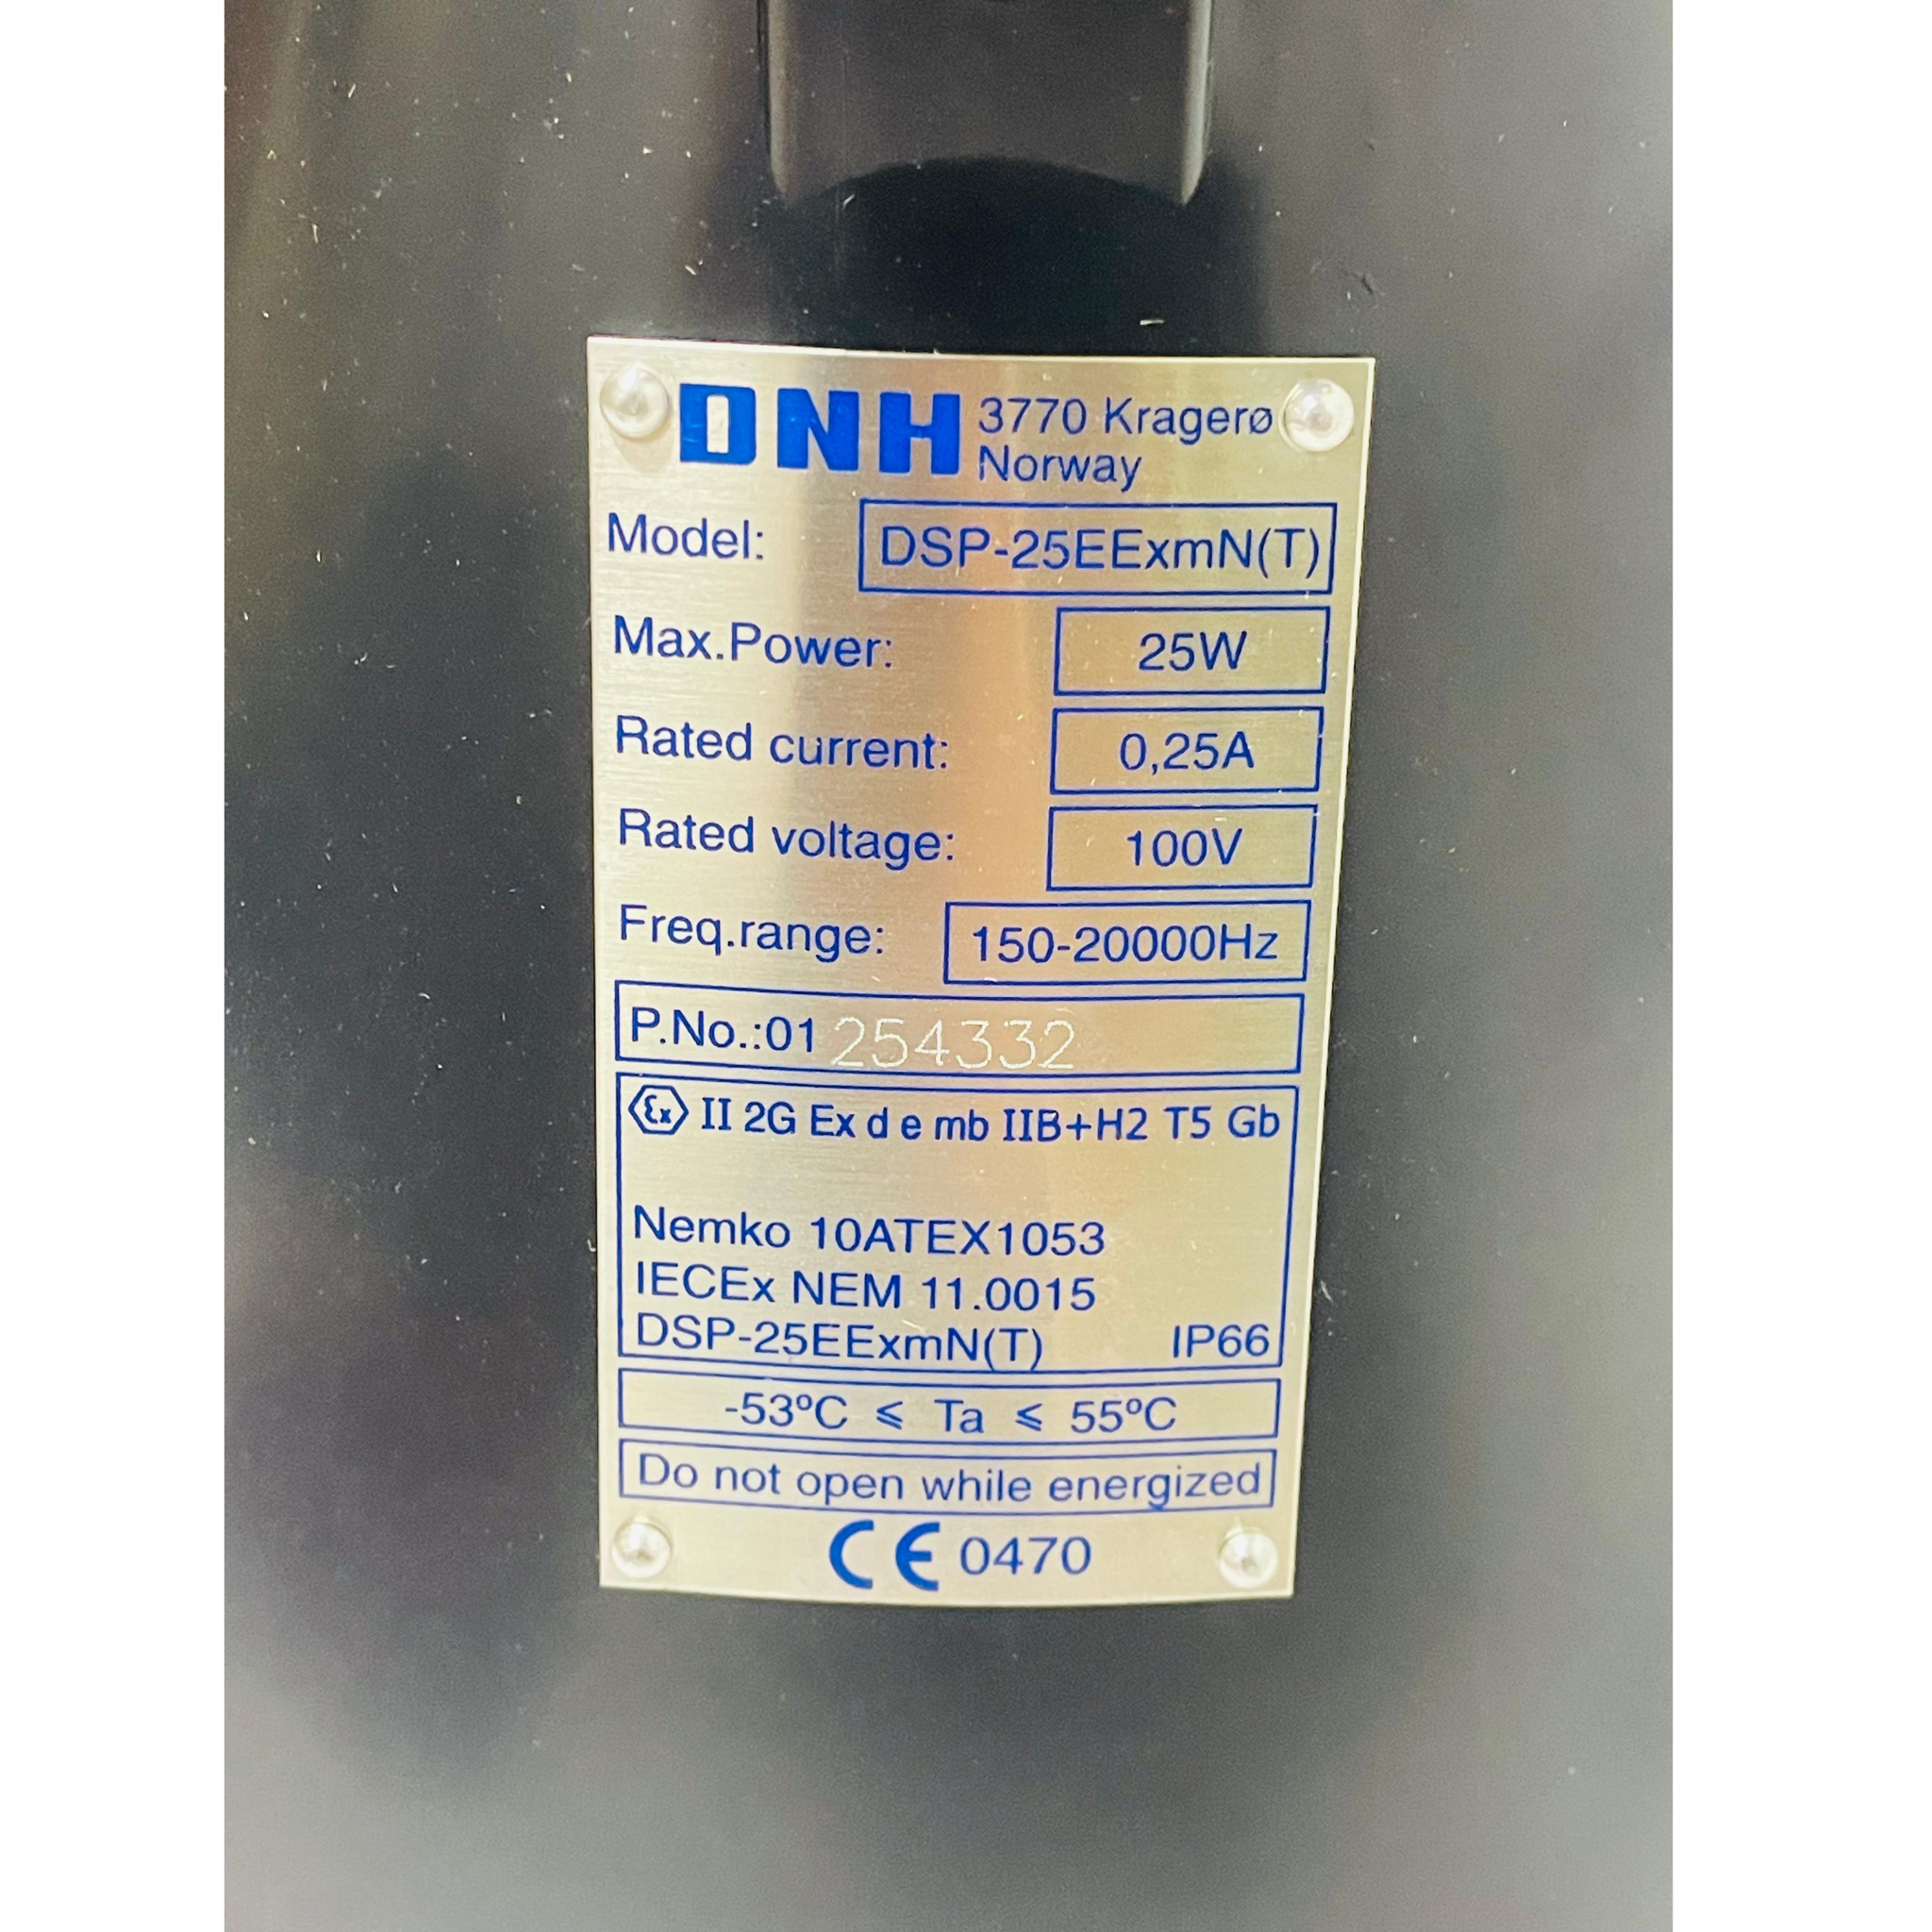 DNH 3770 Kragerø
Norway
Model: DSP-25EExmN(T)
Max.Power: 25W
Rated current: 0,25A
Rated voltage: 100V
Freq.range: 150-20000Hz
P.No.:01 254332
Ex II 2G Ex d e mb IIB+H2 T5 Gb
Nemko 10ATEX1053
IECEx NEM 11.0015
DSP-25EExmN(T) IP66
-53ºC ⩽ Ta ⩽ 55ºC
Do not open while energized
CE 0470